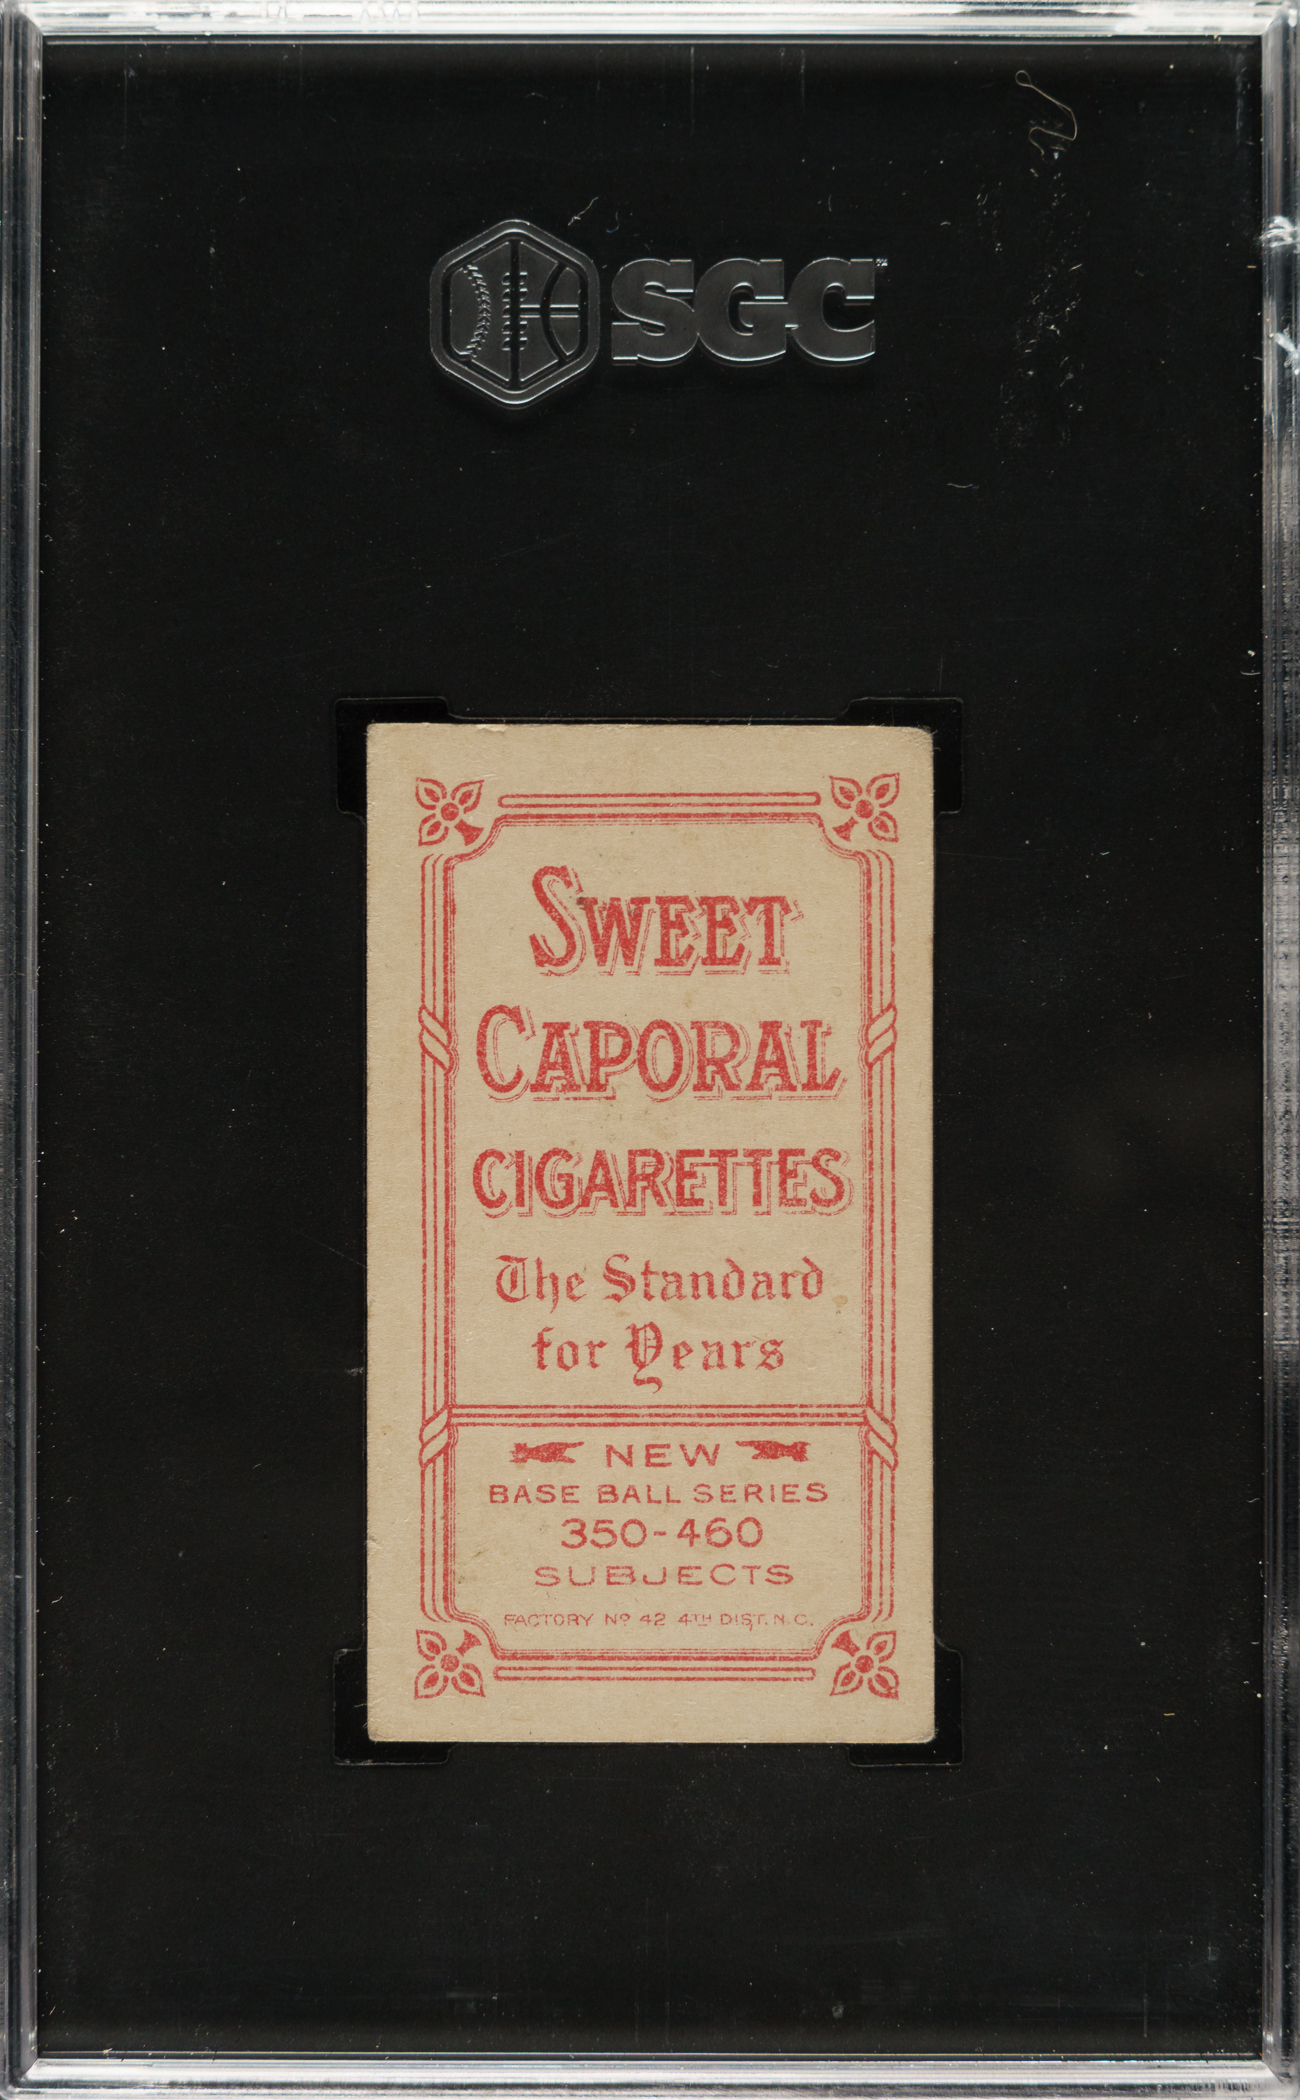 SGC
SWEET
CAPORAL
CIGARETTES
The Standard
for Years
NEW
BASE BALL SERIES
350-460
SUBJECTS
FACTORY Nº 42 4TH DIST. N.C.